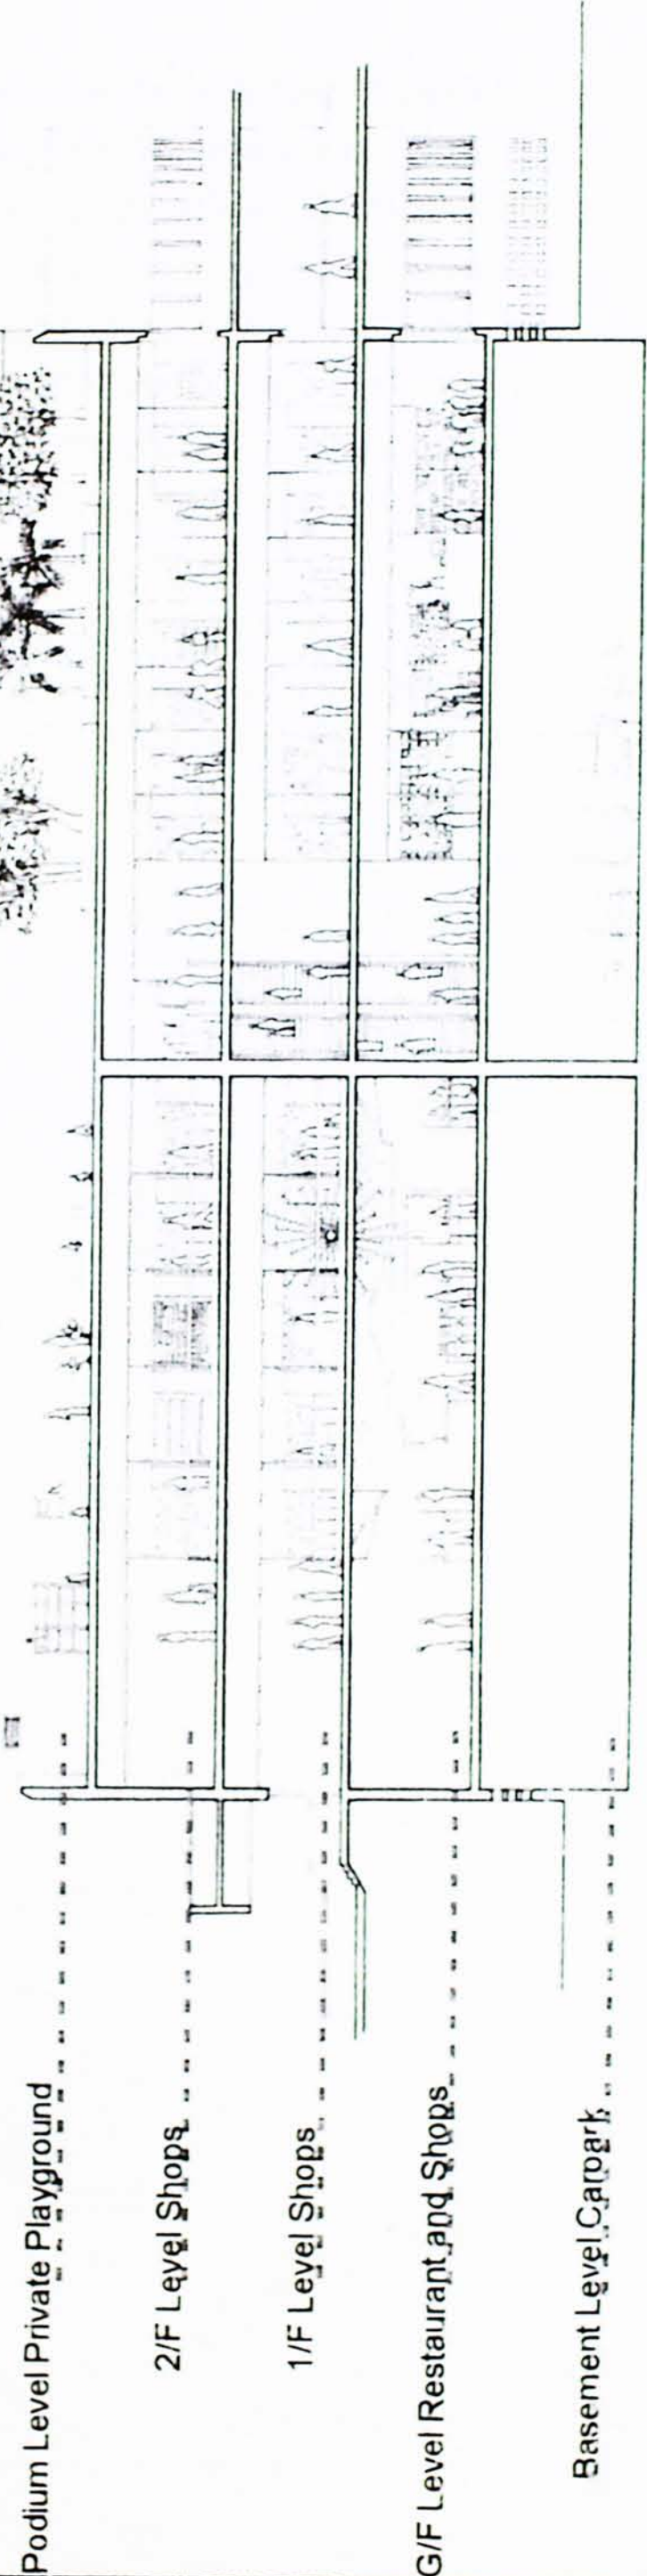 Podium Level Private Playground
2/F Level Shops
1/F Level Shops
G/F Level Restaurant and Shops
Basement Level Carpark